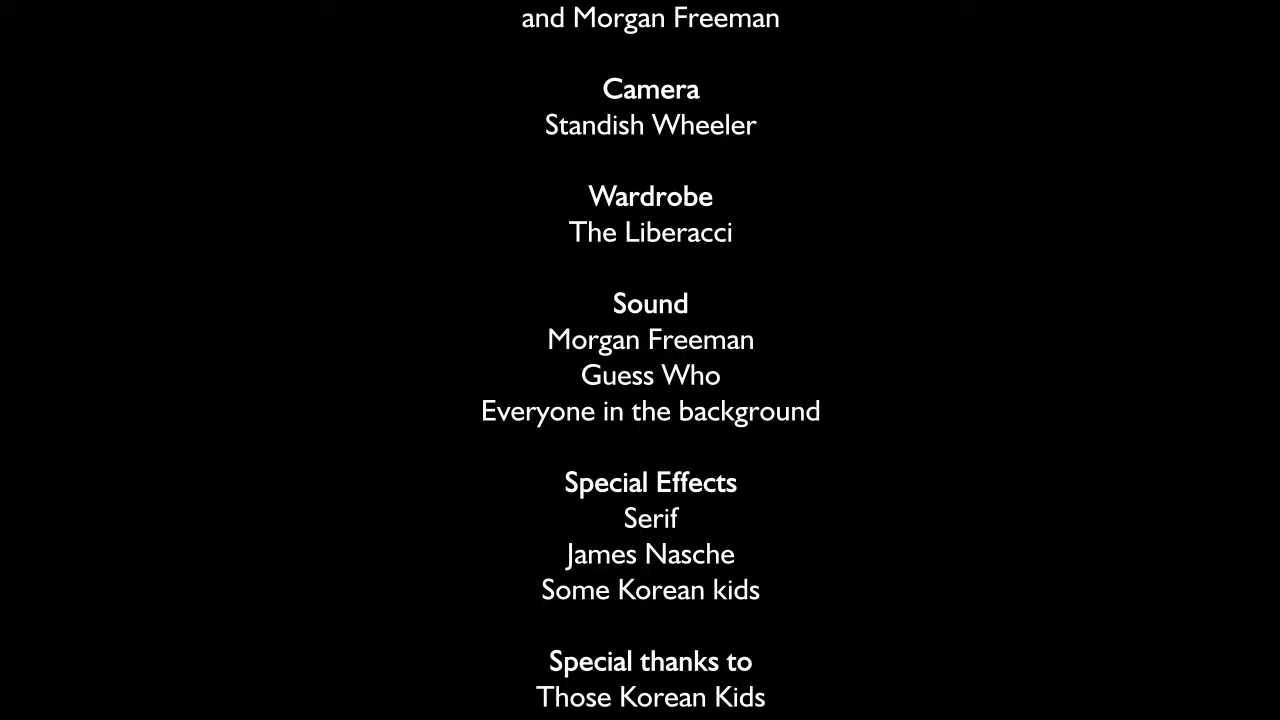 and Morgan Freeman
Camera
Standish Wheeler
Wardrobe
The Liberacci
Sound
Morgan Freeman
Guess Who
Everyone in the background
Special Effects
Serif
James Nasche
Some Korean kids
Special thanks to
Those Korean Kids